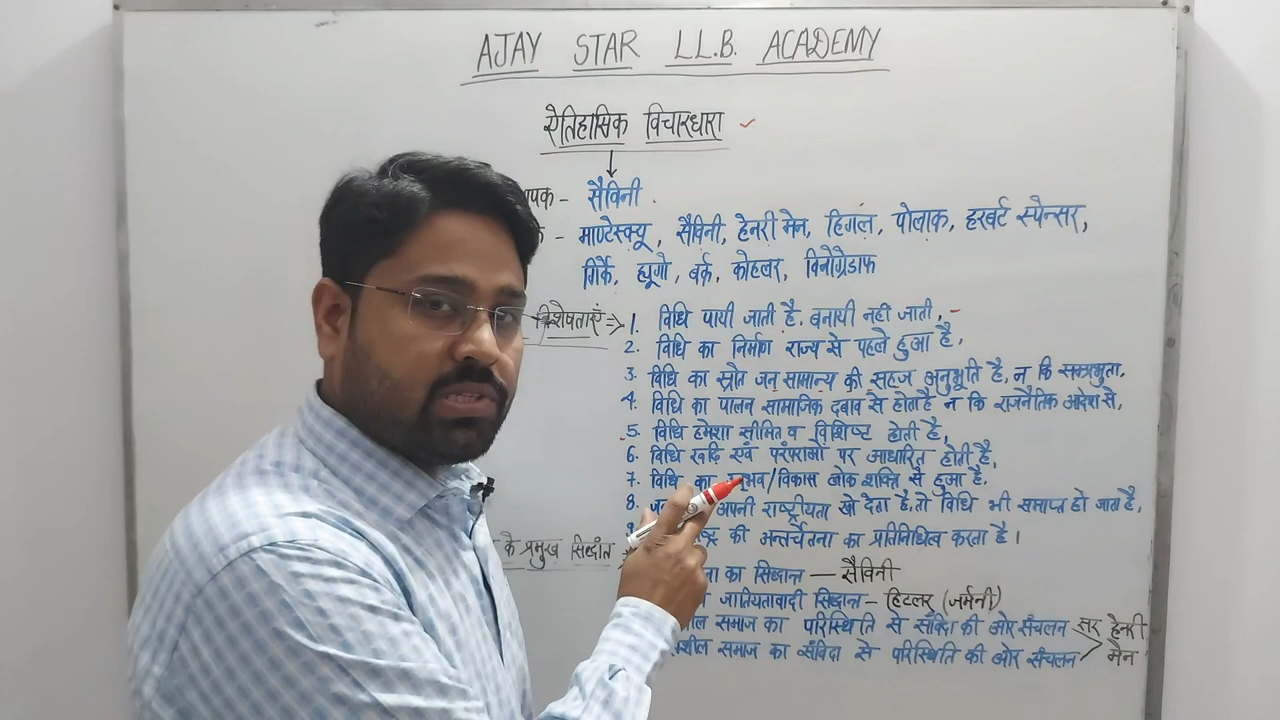 AJAY STAR LL.B. ACADEMY
ऐतिहासिक विचारधारा
सैविनी
माण्टेस्क्यू, सैविनी, हेनरी मेन, हिगल, पोलाक, हरबर्ट स्पेन्सर,
गिर्के, ह्यूगो, बर्क, कोहलर, विनोग्रेडाफ
विशेषताएं ⇒ 1. विधि पायी जाती है, बनायी नहीं जाती,
2. विधि का निर्माण राज्य से पहले हुआ है,
3. विधि का स्रोत जन सामान्य की सहज अनुभूति है, न कि सम्प्रभुता,
4. विधि का पालन सामाजिक दबाव से होता है न कि राजनैतिक आदेश से,
5. विधि हमेशा सीमित व विशिष्ट होती है,
6. विधि रूढ़ि एवं परंपराओं पर आधारित होती है,
7. विधि का /विकास लोक शक्ति से हुआ है,
8. अपनी राष्ट्रीयता खो देता है, तो विधि भी समाप्त हो जाता है,
की अन्तर्चेतना का प्रतिनिधित्व करता है।
के प्रमुख सिद्धांत
का सिद्धान्त — सैविनी
जातियतावादी सिद्धान्त – हिटलर (जर्मनी)
समाज का परिस्थिति से संविदा की ओर संचलन
समाज का संविदा से परिस्थिति की ओर संचलन
सर हेनरी
मेन